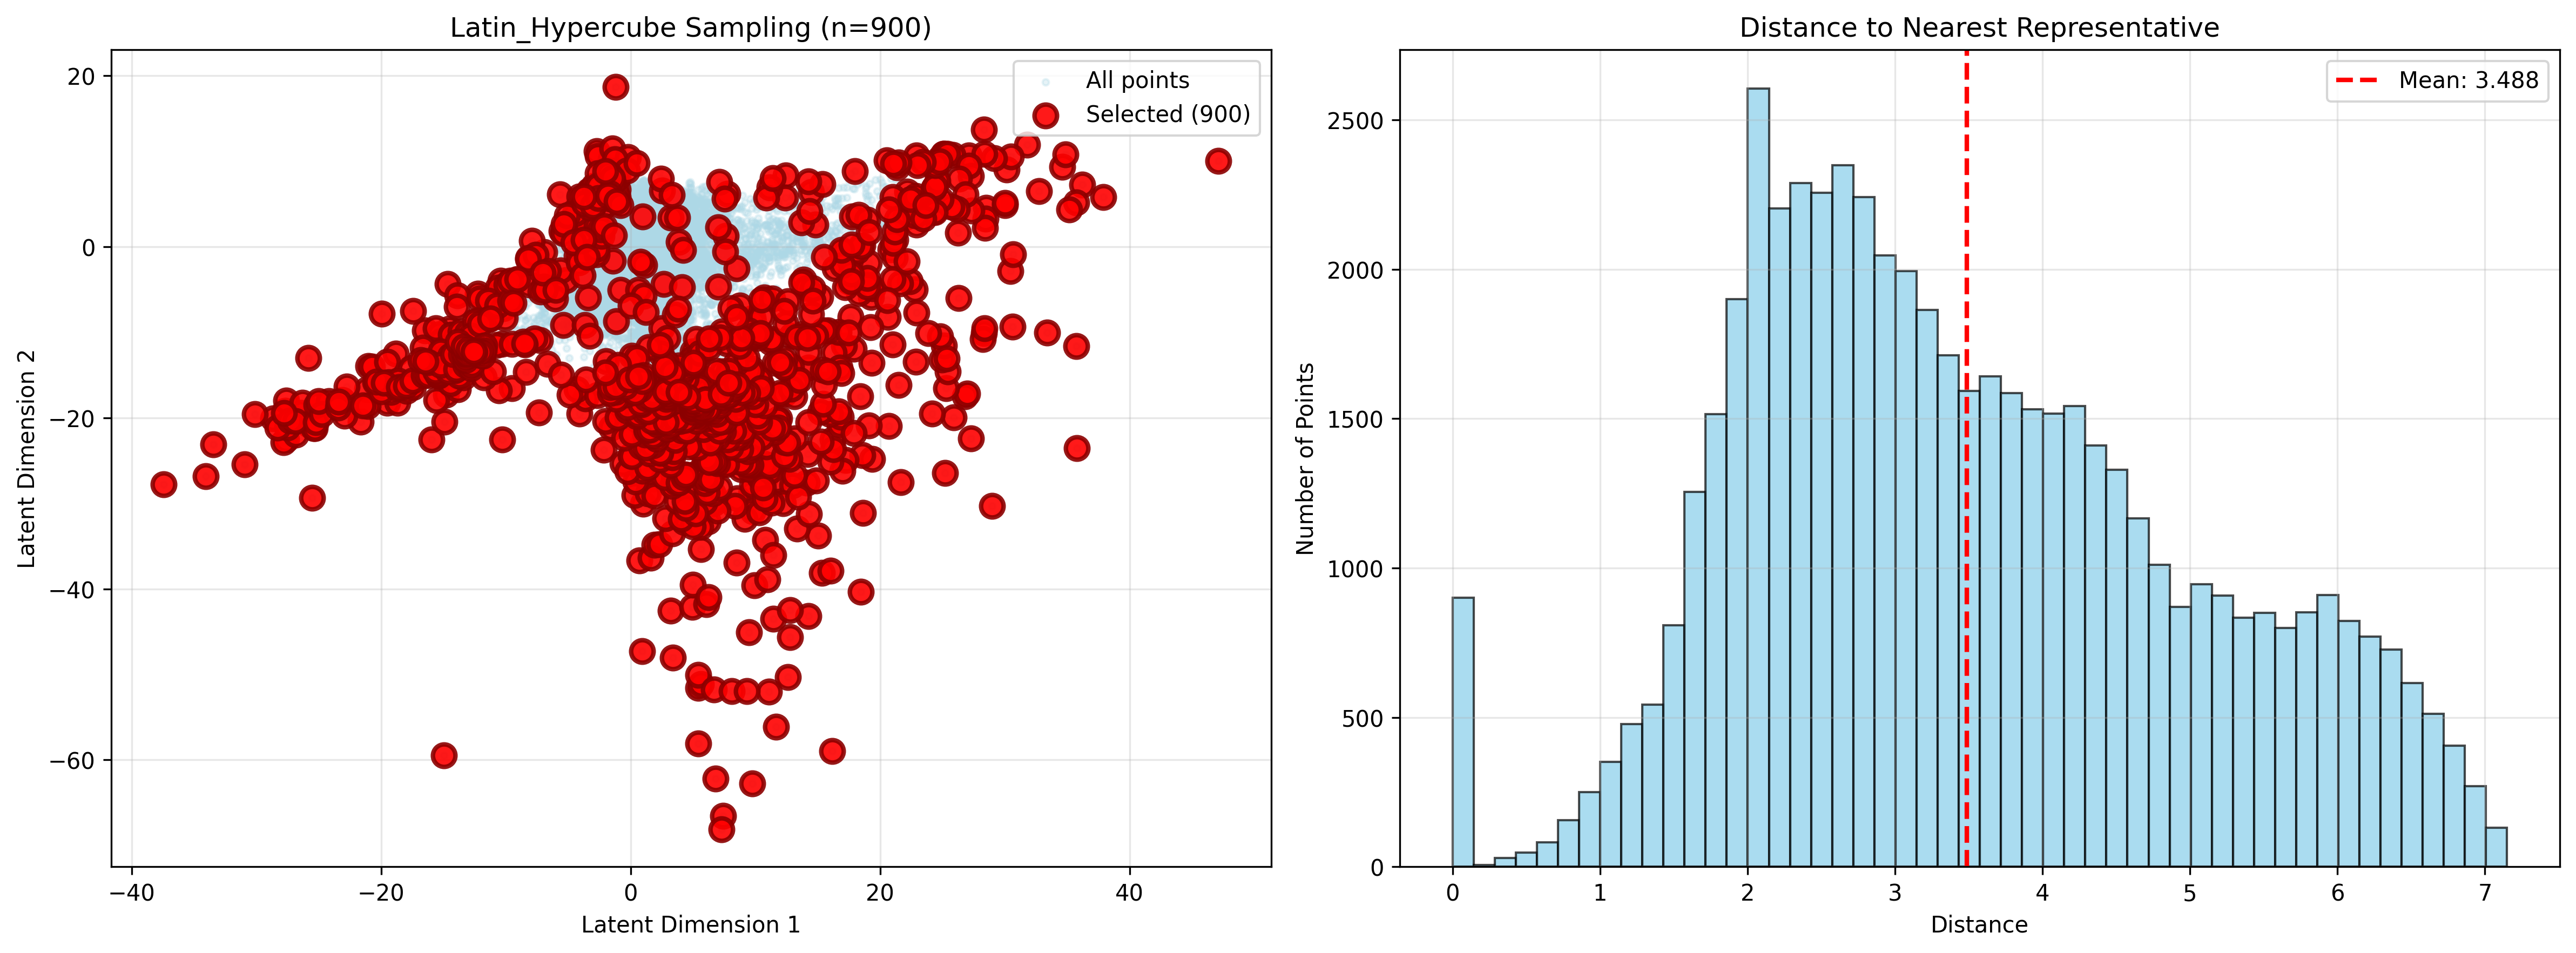 Latin_Hypercube Sampling (n=900)
All points
Selected (900)
20
0
−20
−40
−60
Latent Dimension 2
−40
−20
0
20
40
Latent Dimension 1
Distance to Nearest Representative
Mean: 3.488
2500
2000
1500
1000
500
0
Number of Points
0
1
2
3
4
5
6
7
Distance